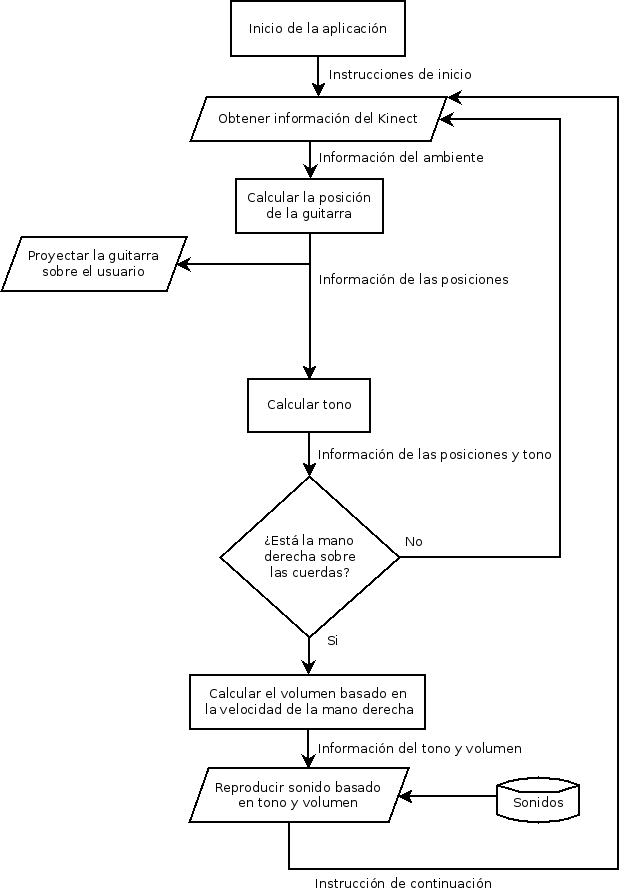 Inicio de la aplicación
Instrucciones de inicio
Obtener información del Kinect
Información del ambiente
Calcular la posición
de la guitarra
Proyectar la guitarra
sobre el usuario
Información de las posiciones
Calcular tono
Información de las posiciones y tono
¿Está la mano
derecha sobre
las cuerdas?
No
Si
Calcular el volumen basado en
la velocidad de la mano derecha
Información del tono y volumen
Reproducir sonido basado
en tono y volumen
Sonidos
Instrucción de continuación